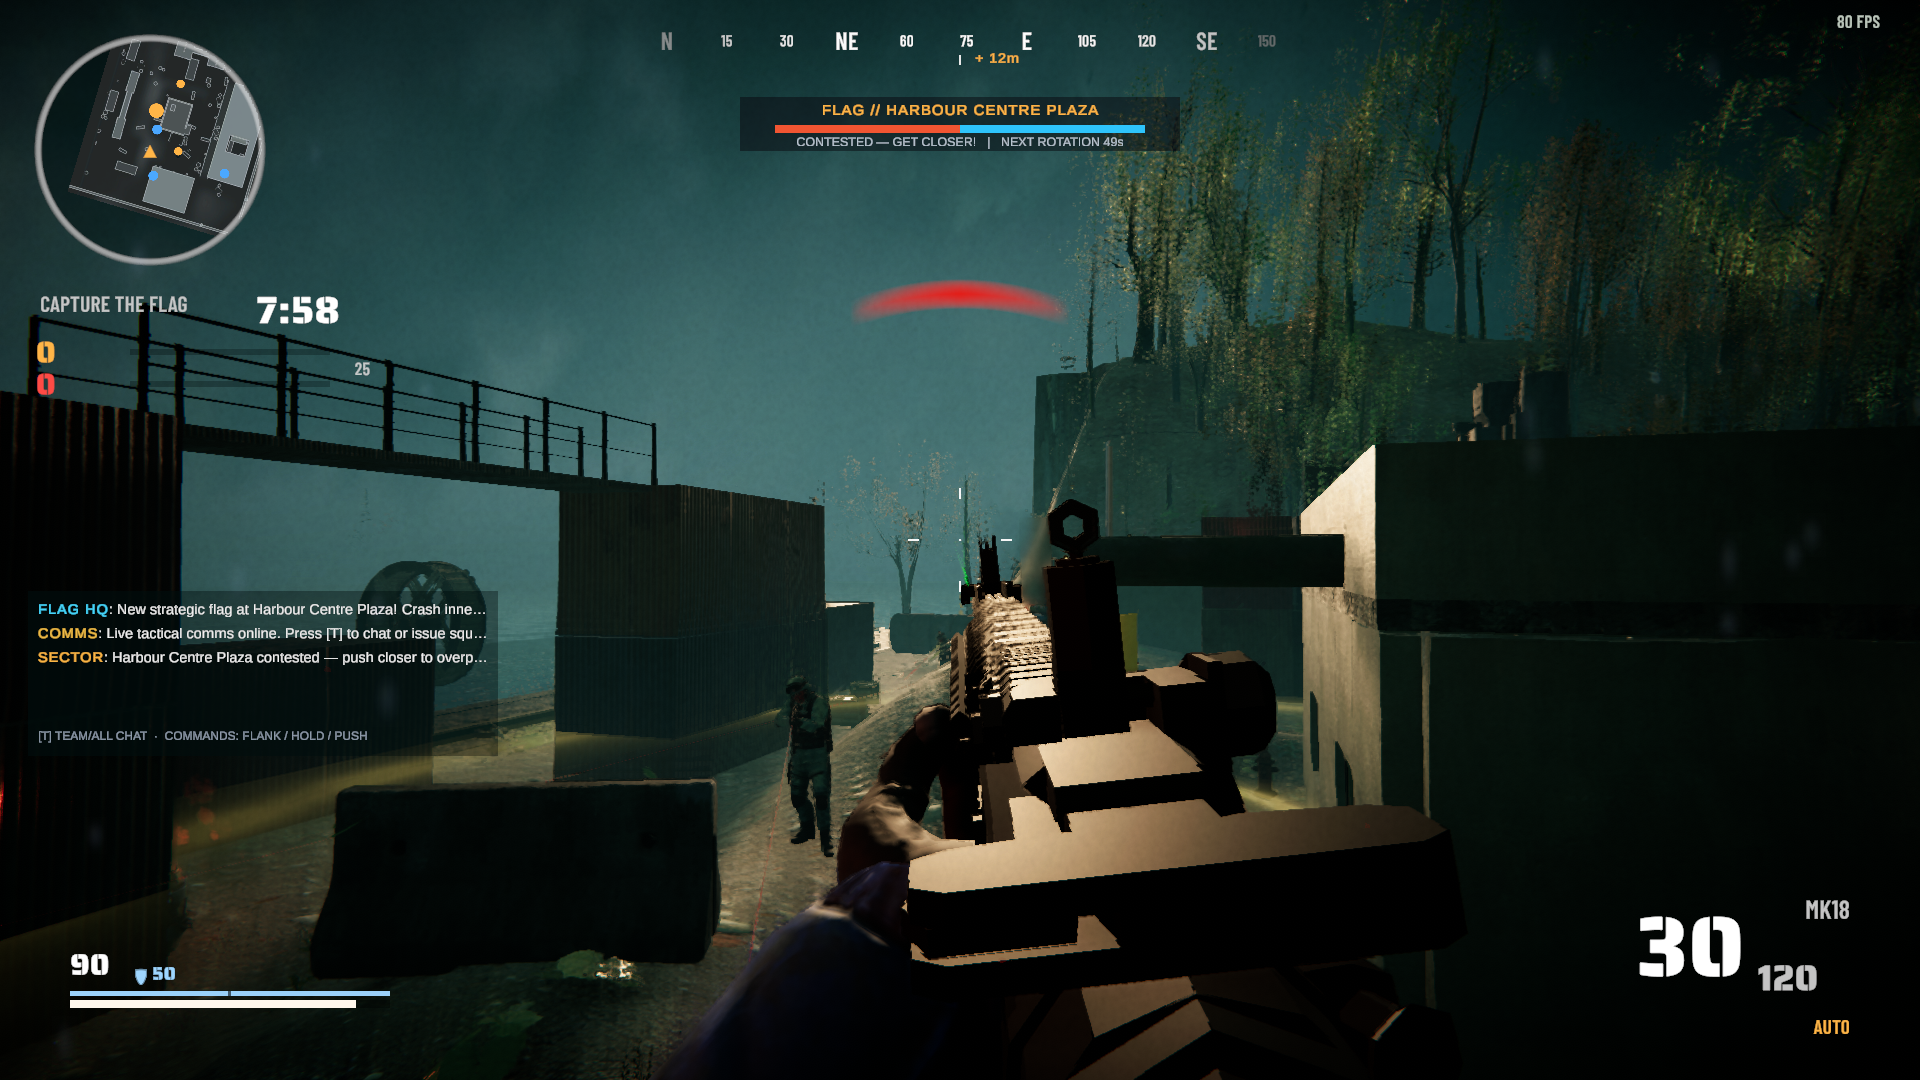 80 FPS
N 15 30 NE 60 75 E 105 120 SE 150
+ 12m
FLAG // HARBOUR CENTRE PLAZA
CONTESTED — GET CLOSER! | NEXT ROTATION 49s
CAPTURE THE FLAG 7:58
0
25
0
FLAG HQ: New strategic flag at Harbour Centre Plaza! Crash inne...
COMMS: Live tactical comms online. Press [T] to chat or issue squ...
SECTOR: Harbour Centre Plaza contested — push closer to overp...
[T] TEAM/ALL CHAT · COMMANDS: FLANK / HOLD / PUSH
90 50
MK18
30 120
AUTO